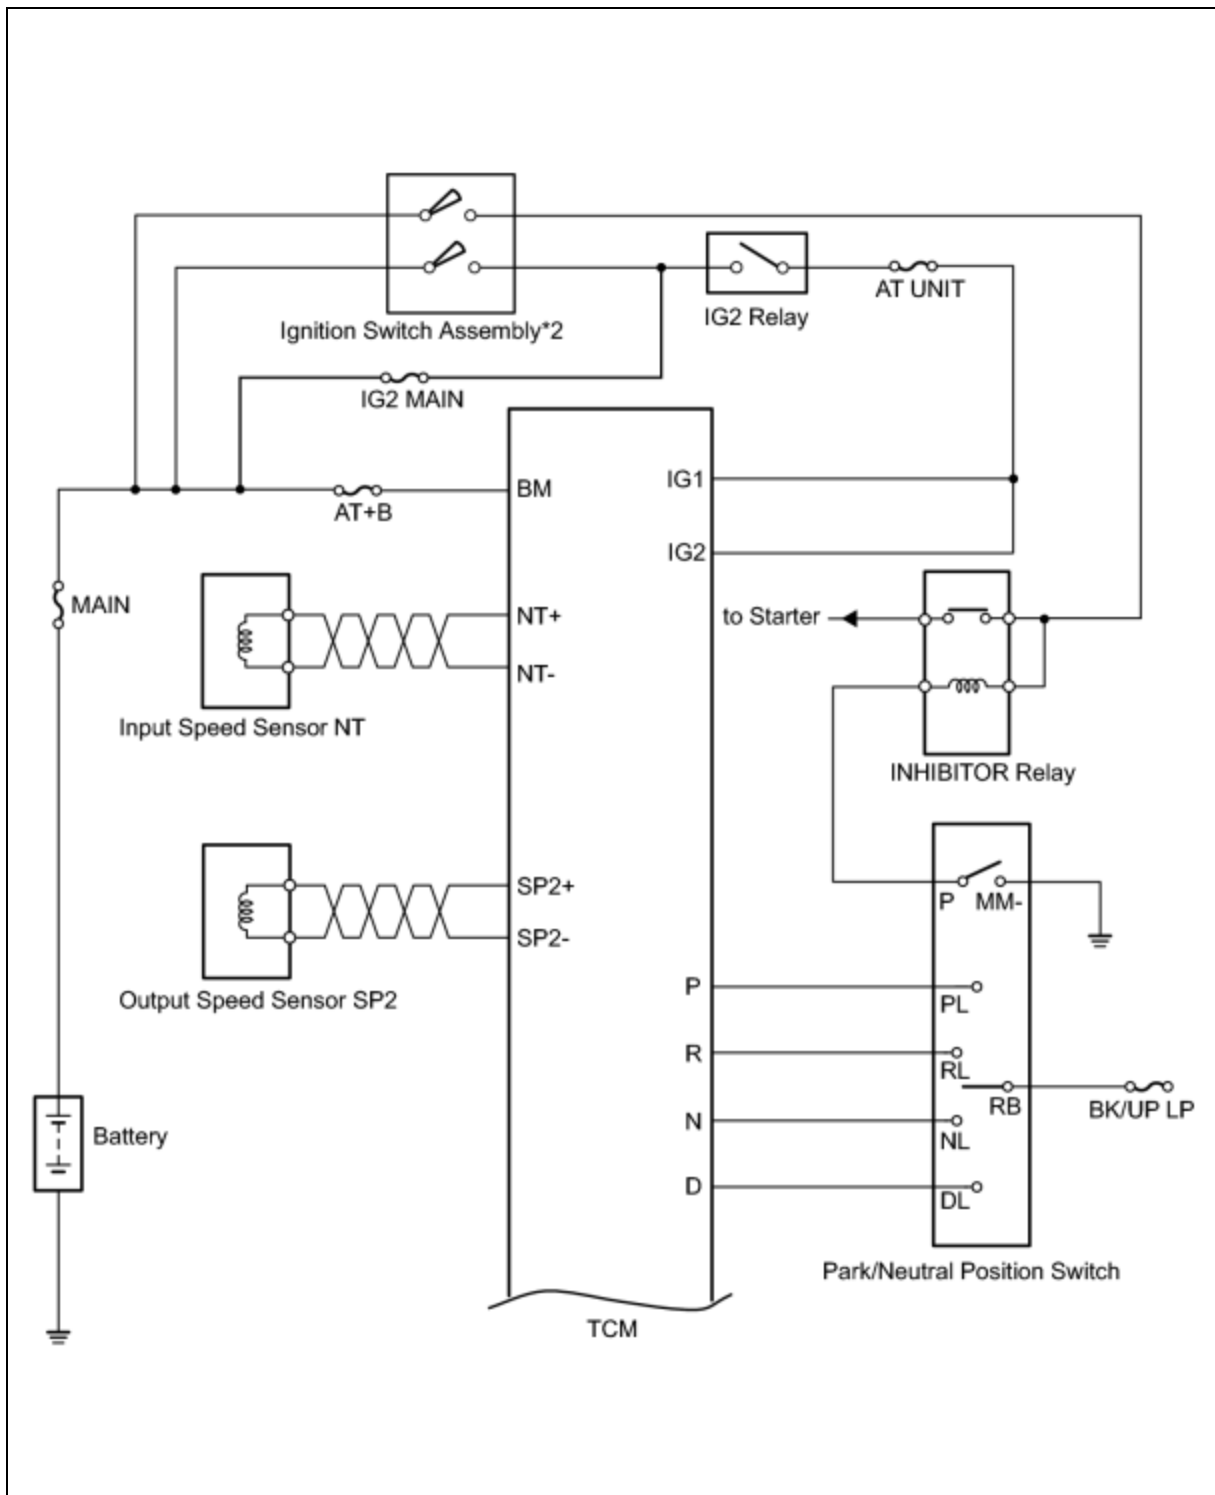 Ignition Switch Assembly*2
IG2 Relay
AT UNIT
IG2 MAIN
BM
AT+B
IG1
IG2
MAIN
NT+
NT-
Input Speed Sensor NT
to Starter
INHIBITOR Relay
SP2+
SP2-
Output Speed Sensor SP2
P MM-
P
PL
R
RL
RB
BK/UP LP
N
NL
D
DL
Battery
Park/Neutral Position Switch
TCM